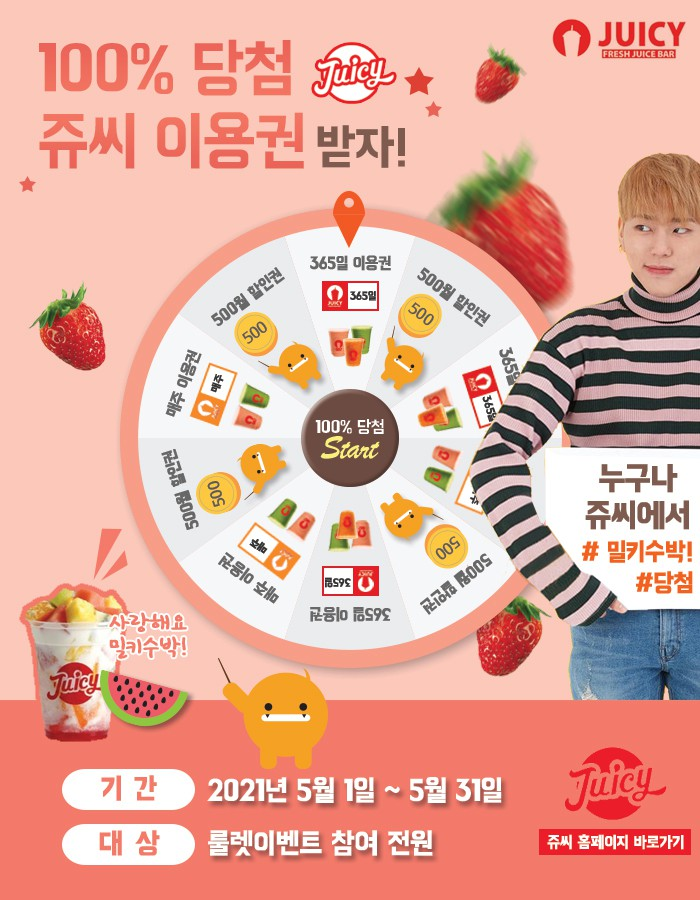 100% 당첨
Juicy
쥬씨 이용권 받자!
JUICY
FRESH JUICE BAR
365일 이용권
JUICY 365일
500원 할인권
500
365일
365일
500원 할인권
500
365일 이용권
365일 JUICY
매주 이용권
매주
500원 할인권
500
매주 이용권
매주
500원 할인권
500
100% 당첨
Start
누구나
쥬씨에서
# 밀키수박!
#당첨
사랑해요
밀키수박!
Juicy
기 간
2021년 5월 1일 ~ 5월 31일
대 상
룰렛이벤트 참여 전원
Juicy
쥬씨 홈페이지 바로가기